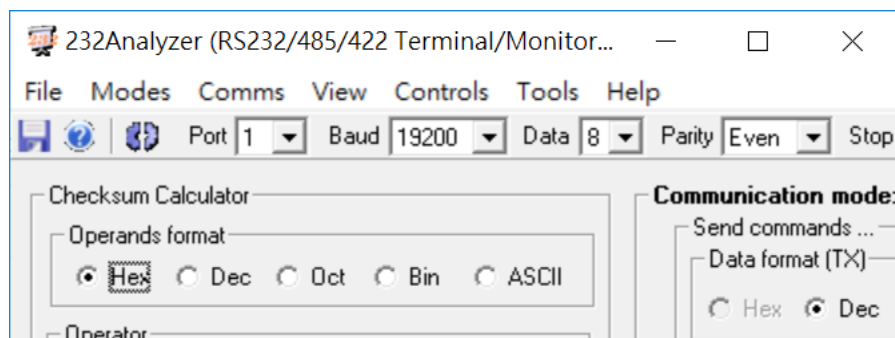 232Analyzer (RS232/485/422 Terminal/Monitor...
File Modes Comms View Controls Tools Help
Port 1 Baud 19200 Data 8 Parity Even Stop
Checksum Calculator
Communication mode:
Operands format
Send commands ...
Data format (TX)
Hex Dec Oct Bin ASCII
Hex Dec
Operator